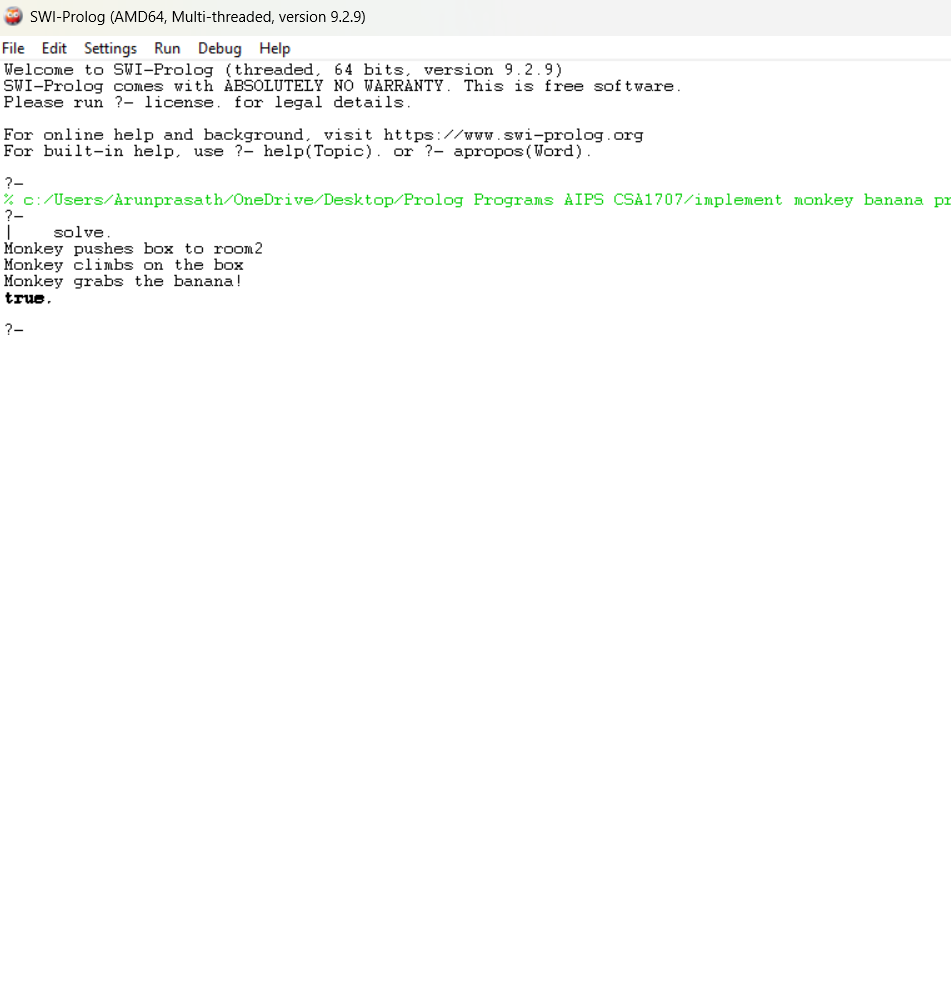 SWI-Prolog (AMD64, Multi-threaded, version 9.2.9)
File Edit Settings Run Debug Help
Welcome to SWI-Prolog (threaded, 64 bits, version 9.2.9)
SWI-Prolog comes with ABSOLUTELY NO WARRANTY. This is free software.
Please run ?- license. for legal details.
For online help and background, visit https://www.swi-prolog.org
For built-in help, use ?- help(Topic). or ?- apropos(Word).
?-
% c:/Users/Arunprasath/OneDrive/Desktop/Prolog Programs AIPS CSA1707/implement monkey banana pr
?-
| solve.
Monkey pushes box to room2
Monkey climbs on the box
Monkey grabs the banana!
true.
?-